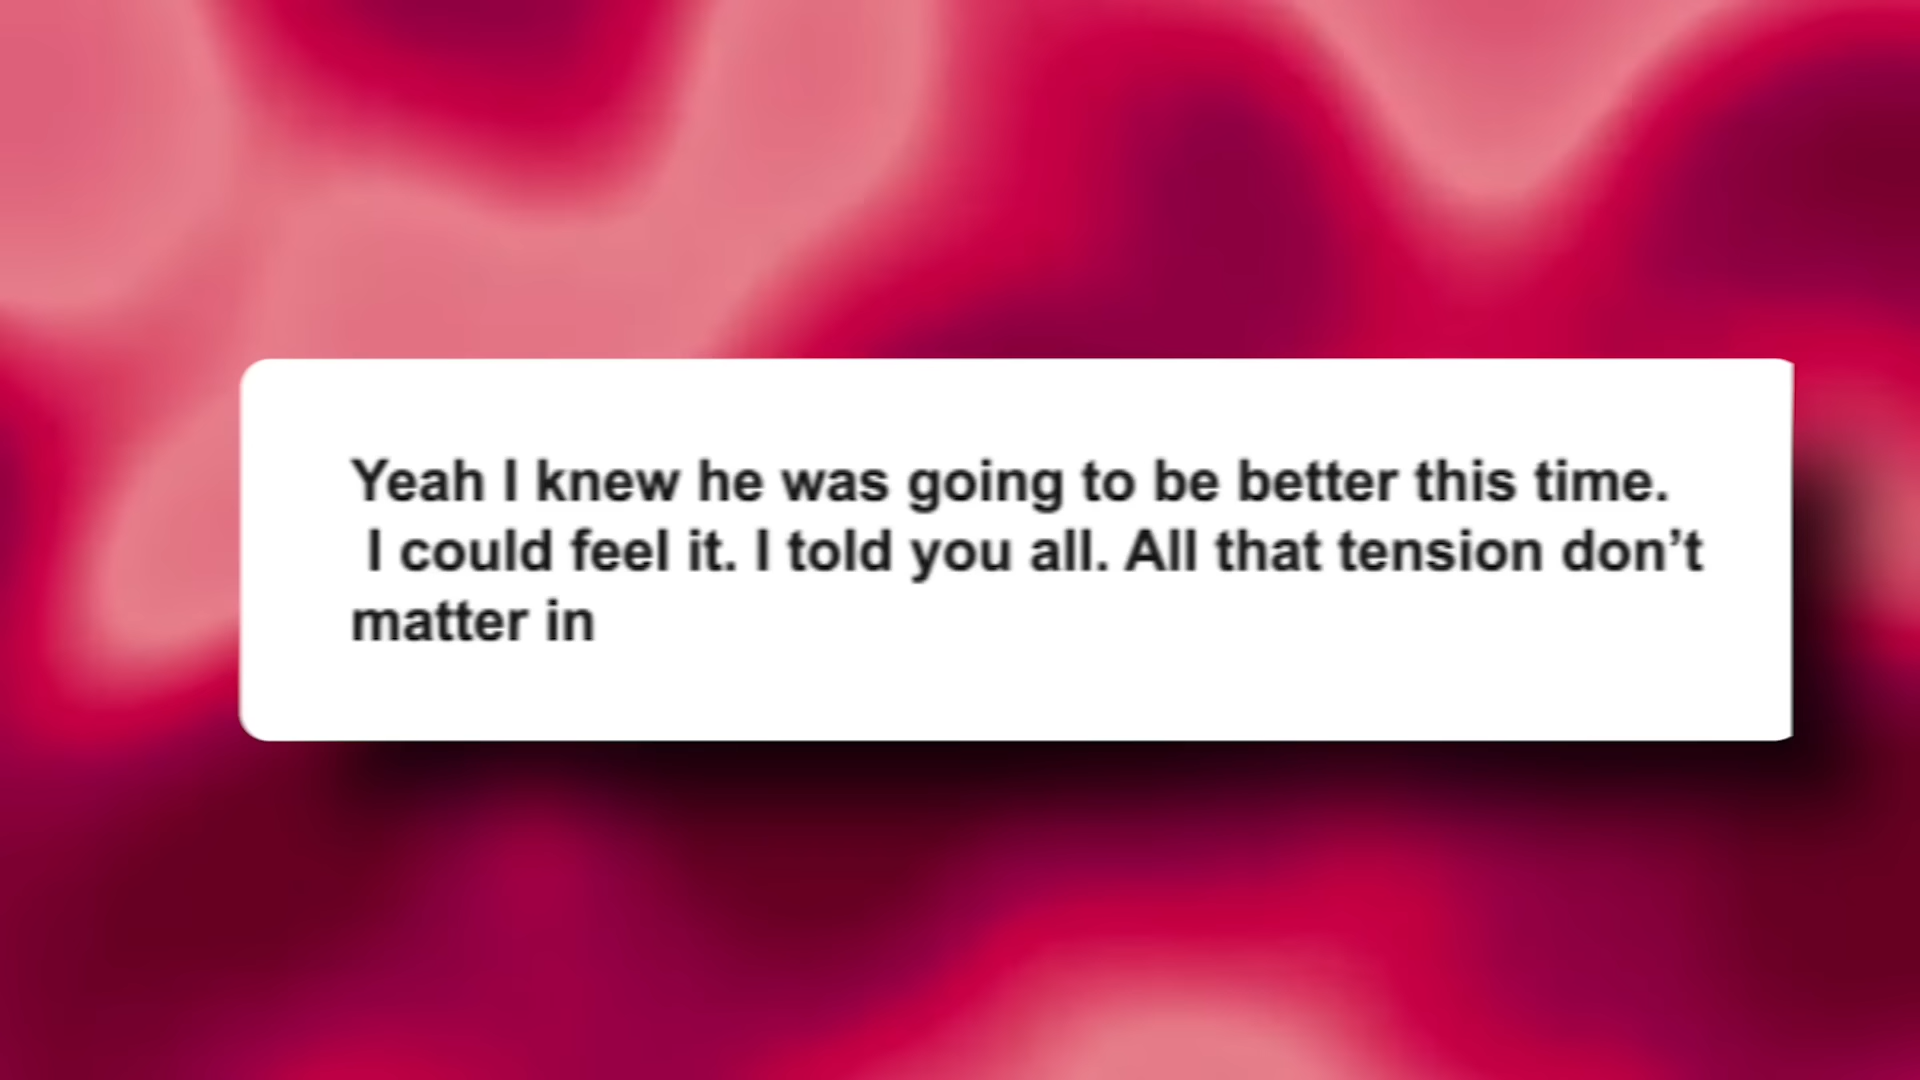 Yeah I knew he was going to be better this time.
I could feel it. I told you all. All that tension don’t
matter in